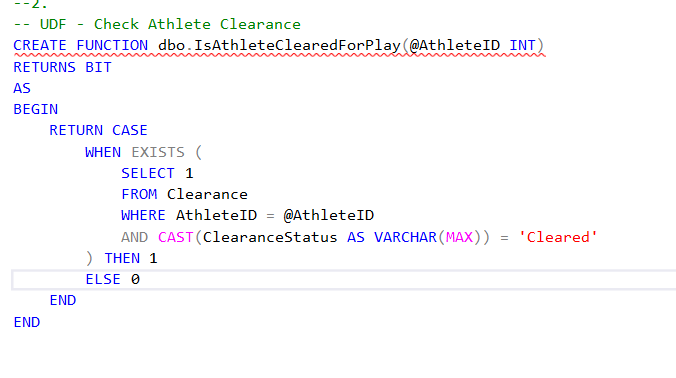 --2.
-- UDF - Check Athlete Clearance
CREATE FUNCTION dbo.IsAthleteClearedForPlay(@AthleteID INT)
RETURNS BIT
AS
BEGIN
    RETURN CASE
        WHEN EXISTS (
            SELECT 1
            FROM Clearance
            WHERE AthleteID = @AthleteID
            AND CAST(ClearanceStatus AS VARCHAR(MAX)) = 'Cleared'
        ) THEN 1
        ELSE 0
    END
END